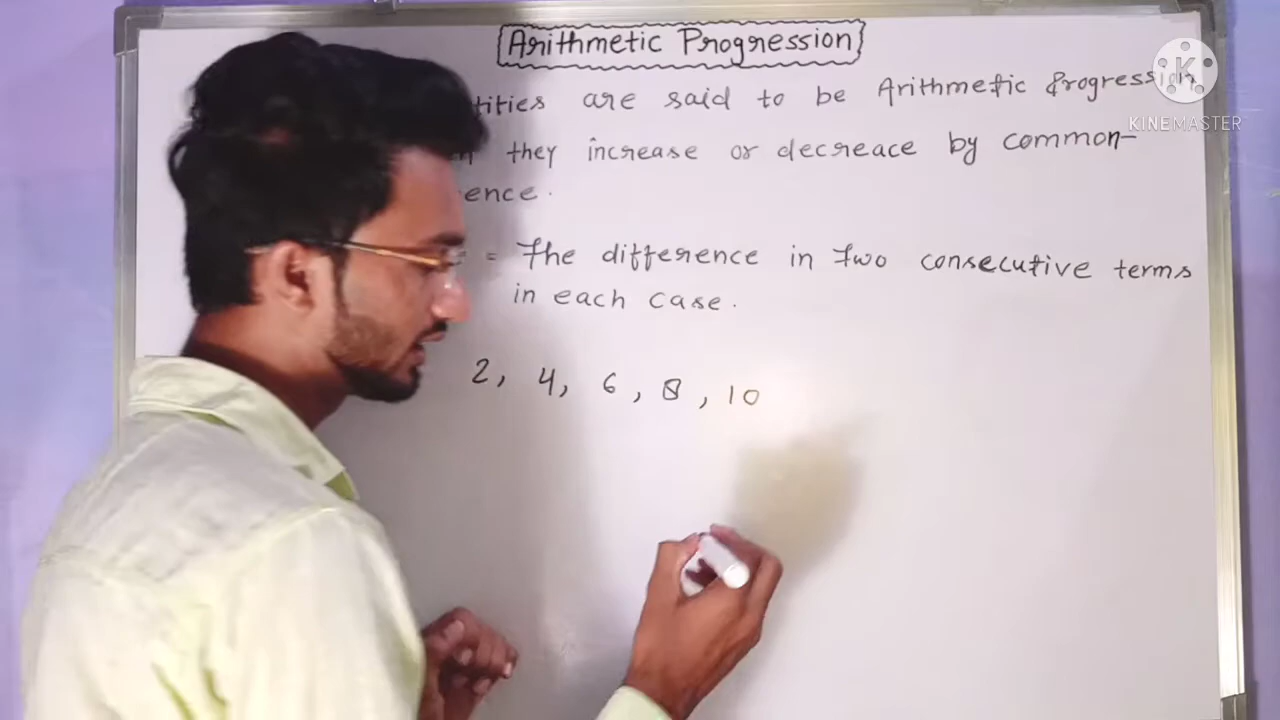 Arithmetic Progression
tities are said to be Arithmetic Progression
they increase or decreace by common-
ence.
= The difference in two consecutive terms
in each case.
2, 4, 6, 8, 10
K
KINEMASTER